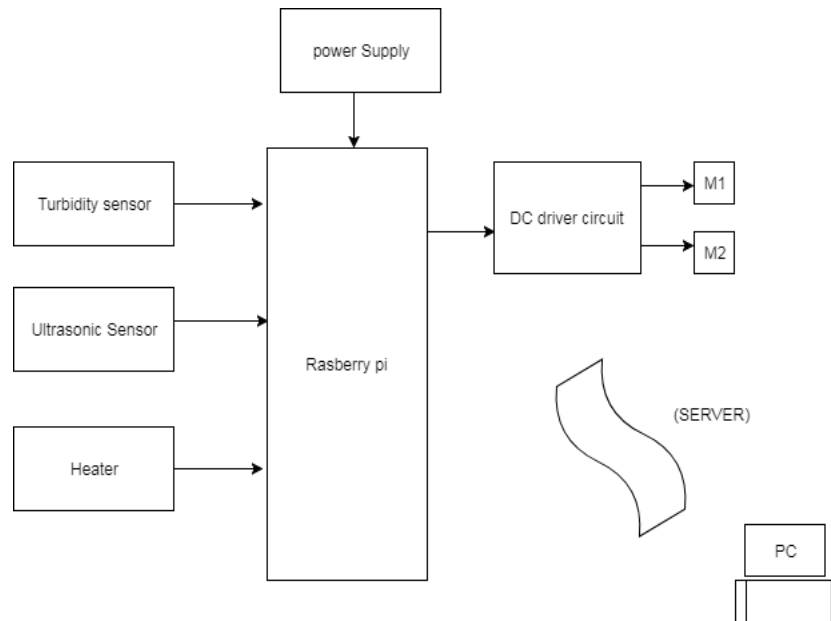 power Supply
Turbidity sensor
Ultrasonic Sensor
Heater
Rasberry pi
DC driver circuit
M1
M2
(SERVER)
PC